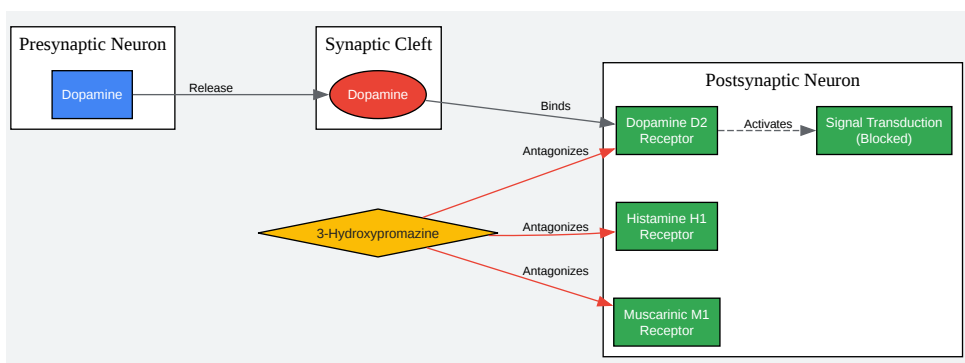 Presynaptic Neuron
Dopamine
Release
Synaptic Cleft
Dopamine
Binds
Postsynaptic Neuron
Dopamine D2
Receptor
Activates
Signal Transduction
(Blocked)
Antagonizes
3-Hydroxypromazine
Antagonizes
Histamine H1
Receptor
Antagonizes
Muscarinic M1
Receptor